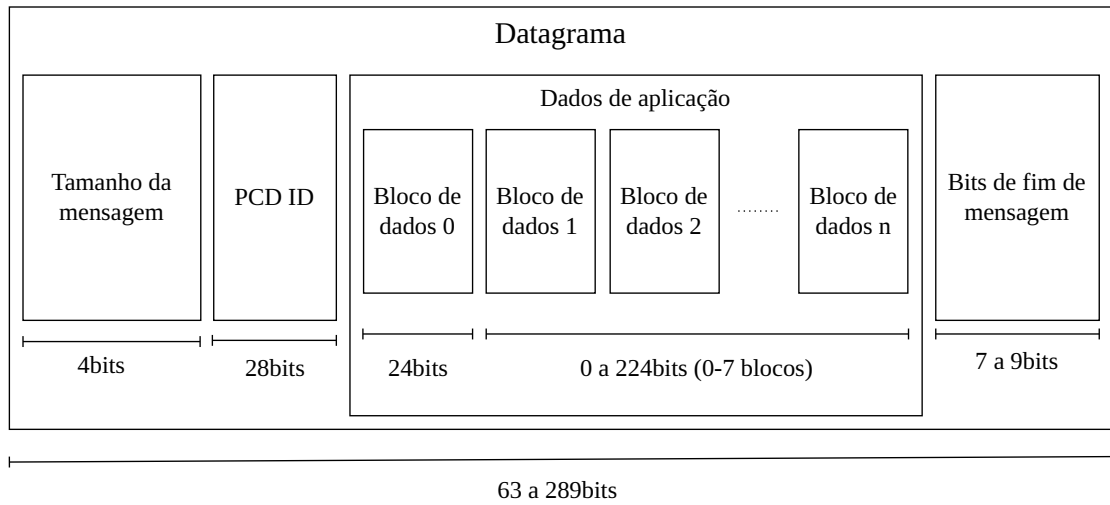 Datagrama
Dados de aplicação
Tamanho da
mensagem
PCD ID
Bloco de
dados 0
Bloco de
dados 1
Bloco de
dados 2
........
Bloco de
dados n
Bits de fim de
mensagem
4bits
28bits
24bits
0 a 224bits (0-7 blocos)
7 a 9bits
63 a 289bits